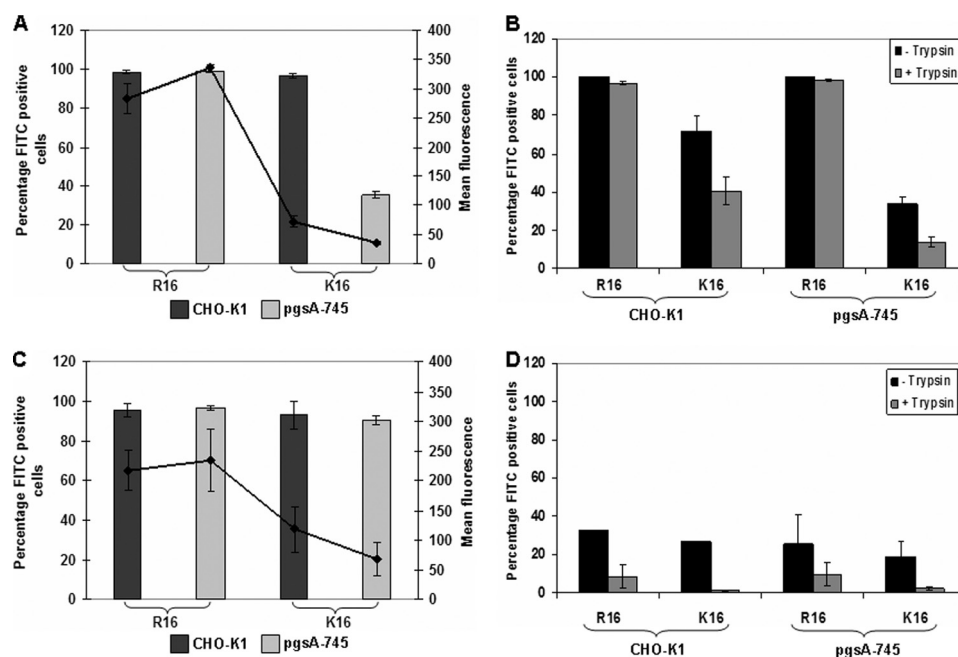 A
120
100
80
60
40
20
0
Percentage FITC positive
cells
400
350
300
250
200
150
100
50
0
Mean fluorescence
R16
K16
CHO-K1
pgsA-745
B
120
100
80
60
40
20
0
Percentage FITC positive cells
- Trypsin
+ Trypsin
R16
K16
R16
K16
CHO-K1
pgsA-745
C
120
100
80
60
40
20
0
Percentage FITC positive
cells
400
350
300
250
200
150
100
50
0
Mean fluorescence
R16
K16
CHO-K1
pgsA-745
D
120
100
80
60
40
20
0
Percentage FITC positive cells
- Trypsin
+ Trypsin
R16
K16
R16
K16
CHO-K1
pgsA-745